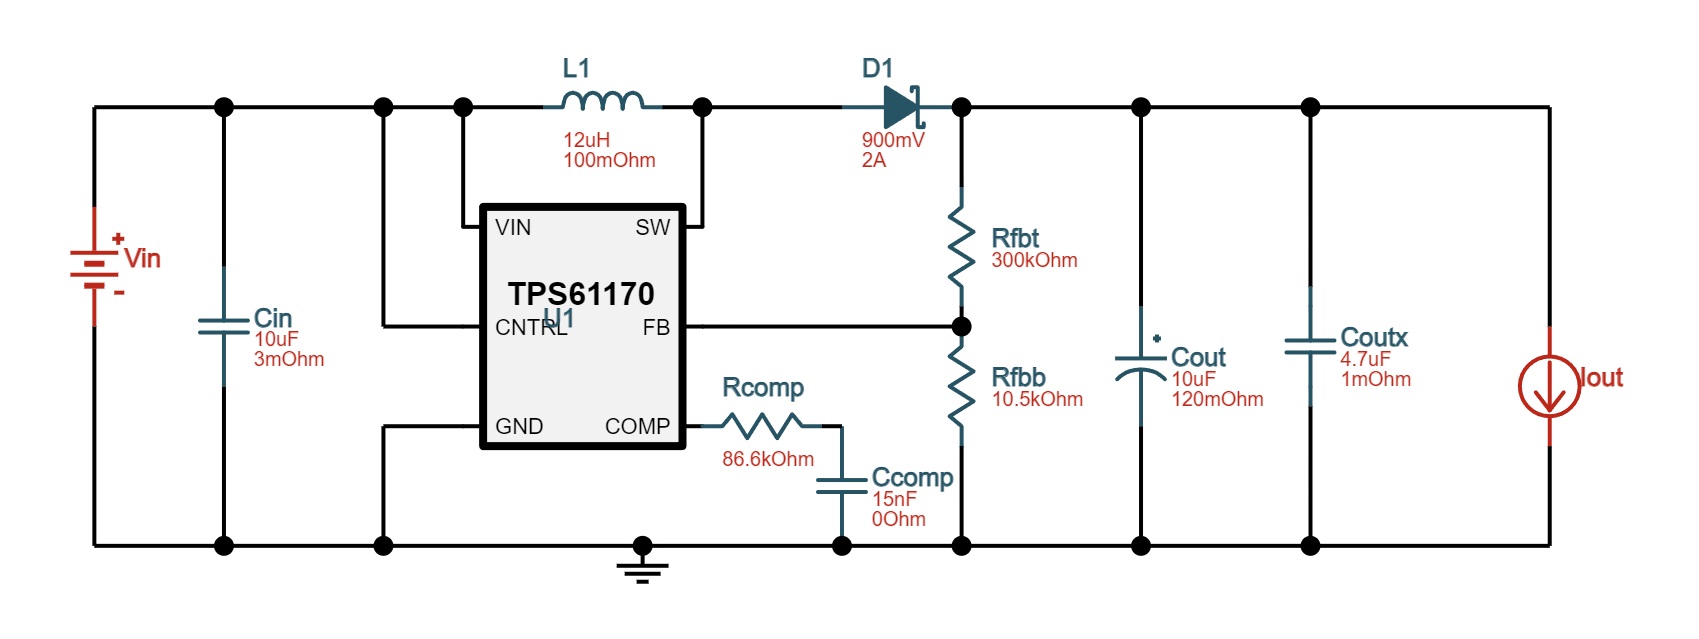 L1
12uH
100mOhm
D1
900mV
2A
+
Vin
-
Cin
10uF
3mOhm
VIN
SW
TPS61170
U1
CNTRL
FB
GND
COMP
Rcomp
86.6kOhm
Ccomp
15nF
0Ohm
Rfbt
300kOhm
Rfbb
10.5kOhm
Cout
10uF
120mOhm
Coutx
4.7uF
1mOhm
Iout